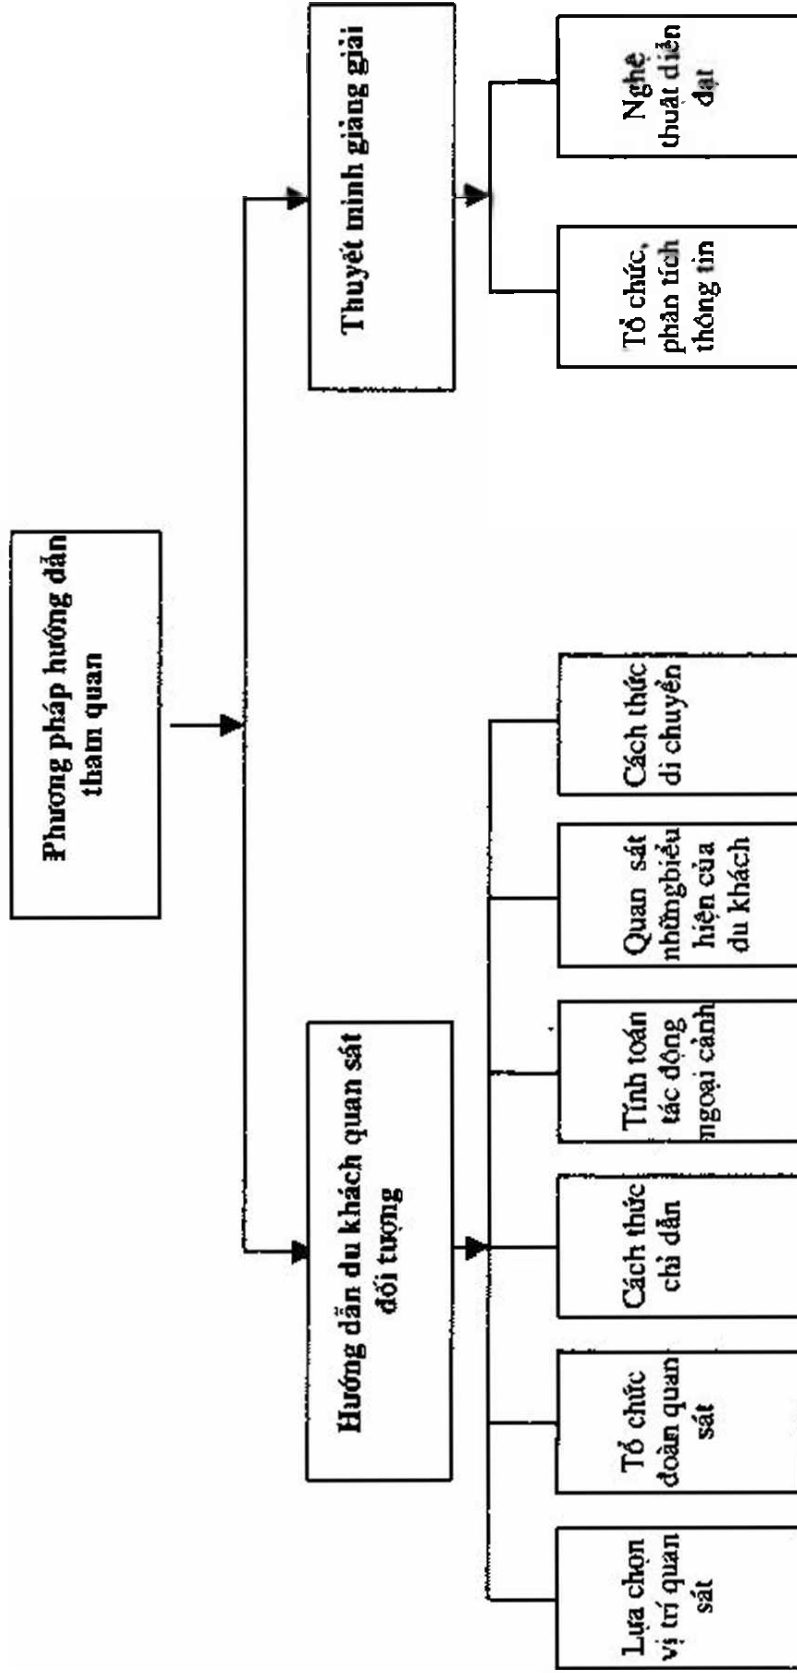 Phương pháp hướng dẫn
tham quan
Hướng dẫn du khách quan sát
đối tượng
Thuyết minh giảng giải
Lựa chọn
vị trí quan
sát
Tổ chức
đoàn quan
sát
Cách thức
chỉ dẫn
Tính toán
tác động
ngoại cảnh
Quan sát
nhữngbiểu
hiện của
du khách
Cách thức
di chuyển
Tổ chức,
phân tích
thông tin
Nghệ
thuật diễn
đạt